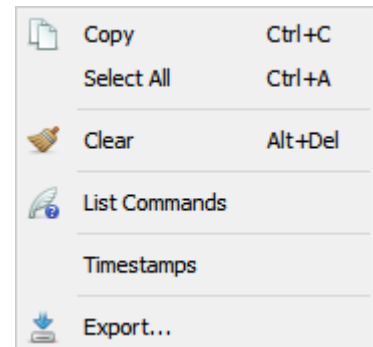 Copy Ctrl+C
Select All Ctrl+A
Clear Alt+Del
List Commands
Timestamps
Export...